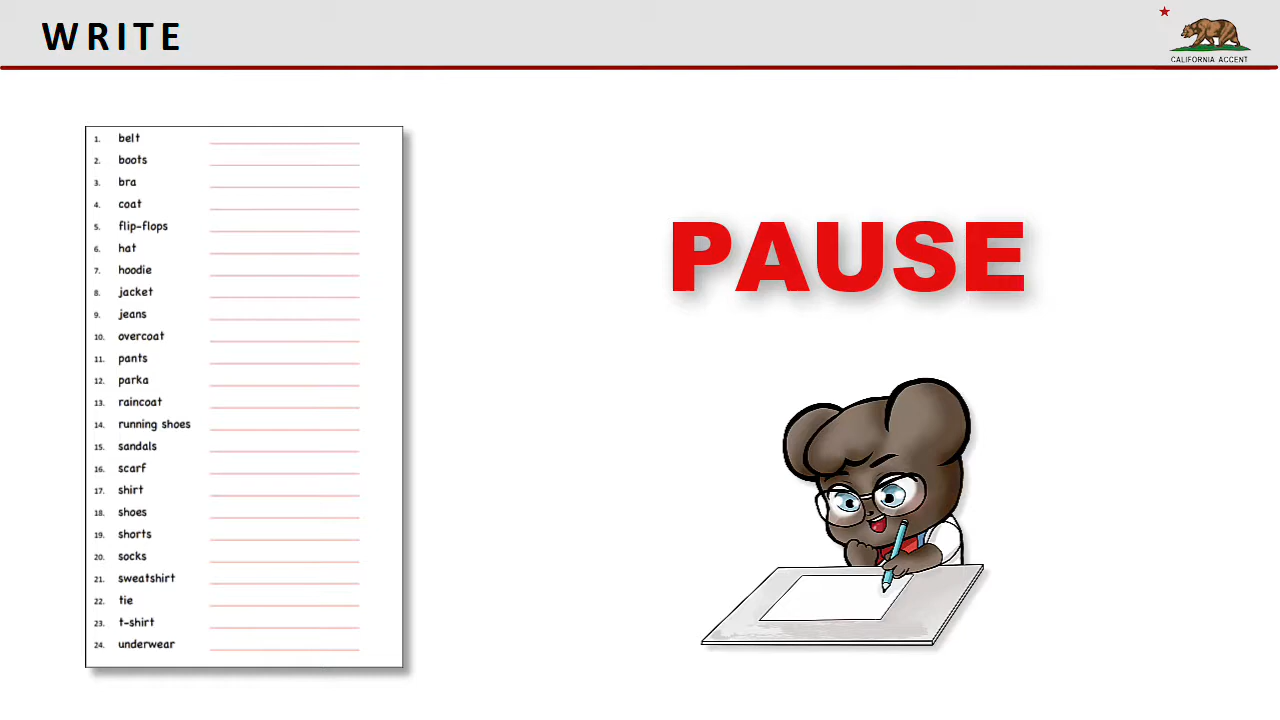 WRITE
CALIFORNIA ACCENT
1. belt
2. boots
3. bra
4. coat
5. flip-flops
6. hat
7. hoodie
8. jacket
9. jeans
10. overcoat
11. pants
12. parka
13. raincoat
14. running shoes
15. sandals
16. scarf
17. shirt
18. shoes
19. shorts
20. socks
21. sweatshirt
22. tie
23. t-shirt
24. underwear
PAUSE